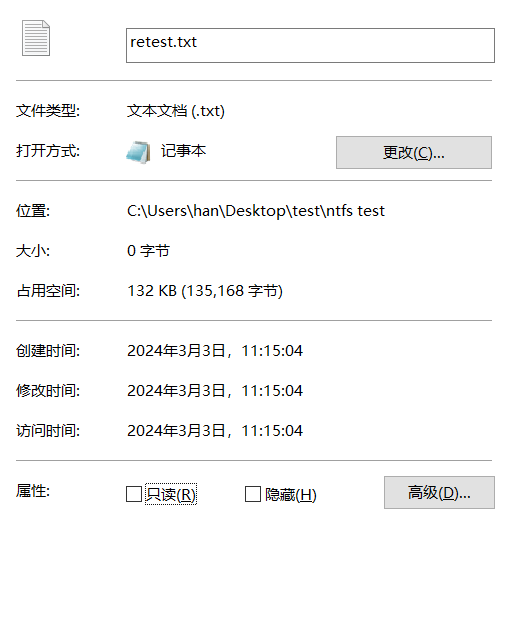 retest.txt
文件类型: 文本文档 (.txt)
打开方式: 记事本 更改(C)...
位置: C:\Users\han\Desktop\test\ntfs test
大小: 0 字节
占用空间: 132 KB (135,168 字节)
创建时间: 2024年3月3日，11:15:04
修改时间: 2024年3月3日，11:15:04
访问时间: 2024年3月3日，11:15:04
属性: 只读(R) 隐藏(H) 高级(D)...